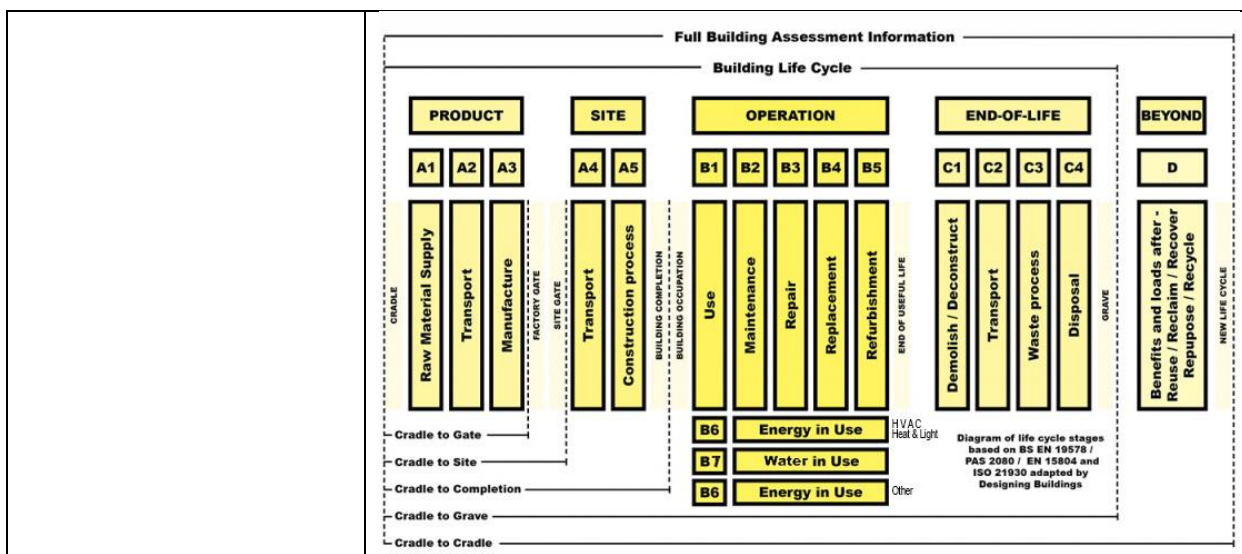 Full Building Assessment Information
Building Life Cycle
PRODUCT
SITE
OPERATION
END-OF-LIFE
BEYOND
A1
A2
A3
A4
A5
B1
B2
B3
B4
B5
C1
C2
C3
C4
D
CRADLE
Raw Material Supply
Transport
Manufacture
FACTORY GATE
SITE GATE
Transport
Construction process
BUILDING COMPLETION
BUILDING OCCUPATION
Use
Maintenance
Repair
Replacement
Refurbishment
END OF USEFUL LIFE
Demolish / Deconstruct
Transport
Waste process
Disposal
GRAVE
Benefits and loads after -
Reuse / Reclaim / Recover
Repupose / Recycle
NEW LIFE CYCLE
B6
Energy in Use
HVAC
Heat & Light
B7
Water in Use
B6
Energy in Use
Other
Cradle to Gate
Cradle to Site
Cradle to Completion
Cradle to Grave
Cradle to Cradle
Diagram of life cycle stages
based on BS EN 19578 /
PAS 2080 / EN 15804 and
ISO 21930 adapted by
Designing Buildings